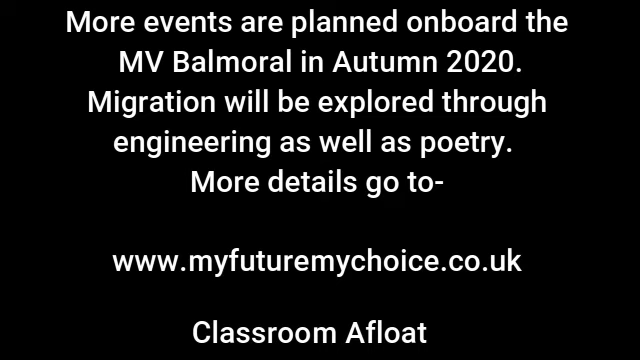 More events are planned onboard the
MV Balmoral in Autumn 2020.
Migration will be explored through
engineering as well as poetry.
More details go to-
www.myfuturemychoice.co.uk
Classroom Afloat